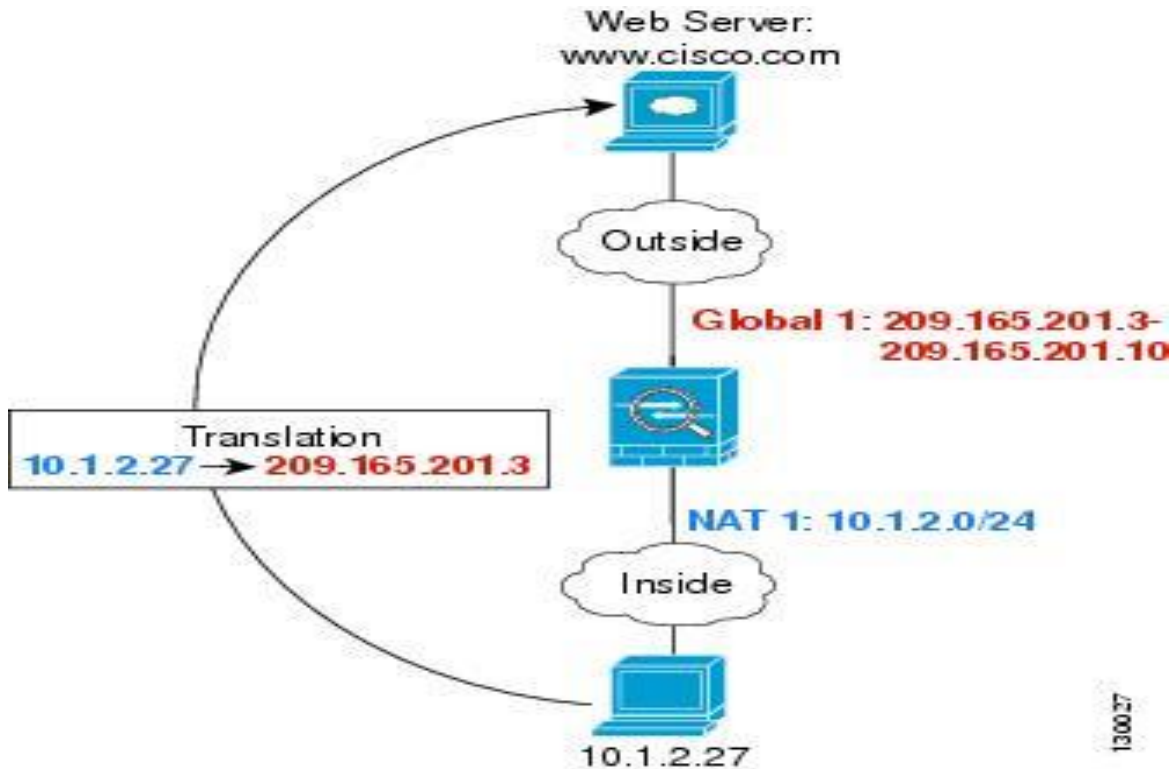 Web Server:
www.cisco.com
Outside
Global 1: 209.165.201.3-
209.165.201.10
Translation
10.1.2.27 → 209.165.201.3
NAT 1: 10.1.2.0/24
Inside
10.1.2.27
130027